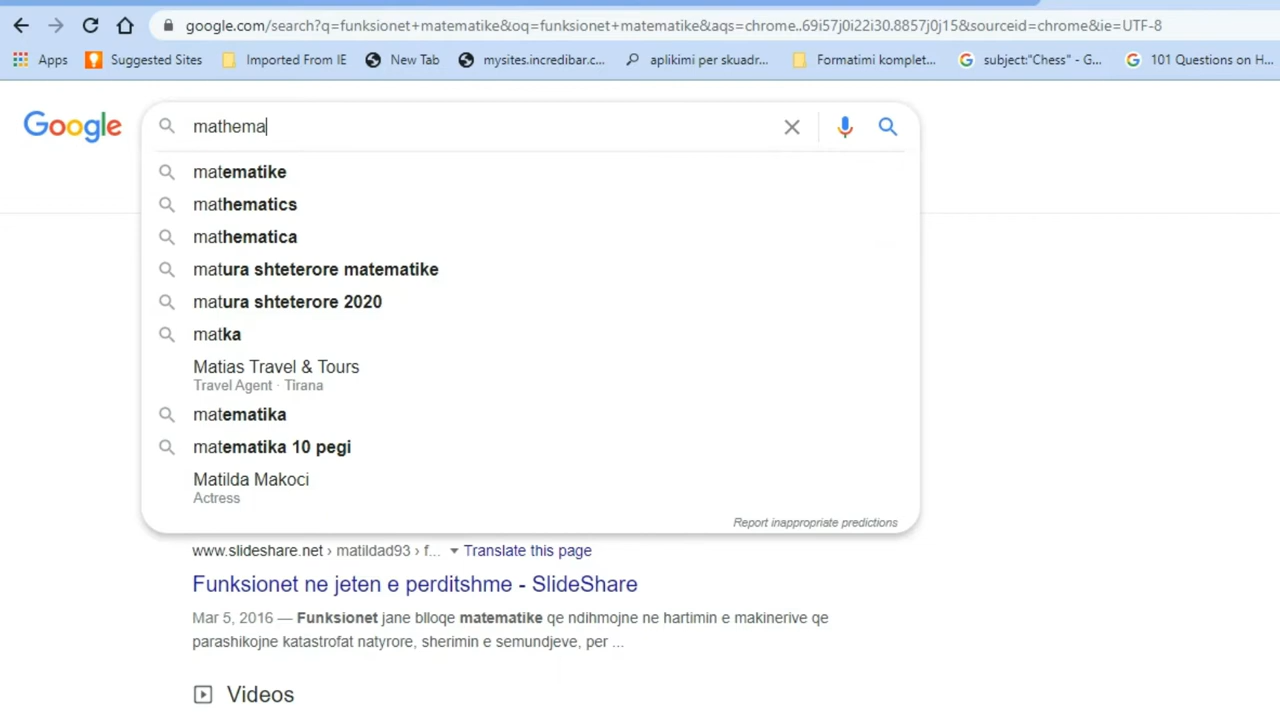 google.com/search?q=funksionet+matematike&oq=funksionet+matematike&aqs=chrome..69i57j0i22i30.8857j0j15&sourceid=chrome&ie=UTF-8
Apps Suggested Sites Imported From IE New Tab mysites.incredibar.c... aplikimi per skuadr... Formatimi komplet... subject:"Chess" - G... 101 Questions on H...
Google mathema
matematike
mathematics
mathematica
matura shteterore matematike
matura shteterore 2020
matka
Matias Travel & Tours
Travel Agent · Tirana
matematika
matematika 10 pegi
Matilda Makoci
Actress
Report inappropriate predictions
www.slideshare.net › matildad93 › f... Translate this page
Funksionet ne jeten e perditshme - SlideShare
Mar 5, 2016 — Funksionet jane blloqe matematike qe ndihmojne ne hartimin e makinerive qe
parashikojne katastrofat natyrore, sherimin e semundjeve, per ...
Videos